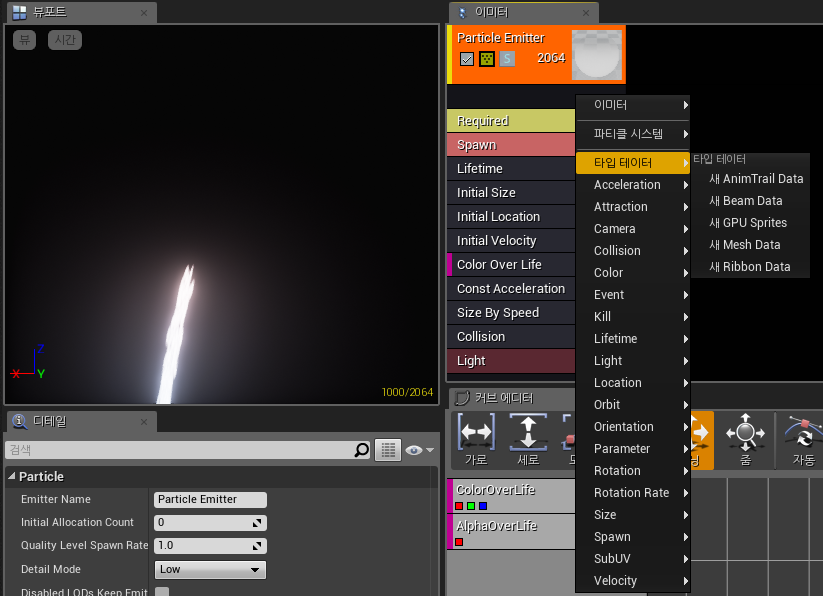 뷰포트
뷰
시간
Z
X
Y
1000/2064
이미터
Particle Emitter
S
2064
Required
Spawn
Lifetime
Initial Size
Initial Location
Initial Velocity
Color Over Life
Const Acceleration
Size By Speed
Collision
Light
이미터
파티클 시스템
타입 데이터
Acceleration
Attraction
Camera
Collision
Color
Event
Kill
Lifetime
Light
Location
Orbit
Orientation
Parameter
Rotation
Rotation Rate
Size
Spawn
SubUV
Velocity
타입 데이터
새 AnimTrail Data
새 Beam Data
새 GPU Sprites
새 Mesh Data
새 Ribbon Data
디테일
검색
Particle
Emitter Name
Particle Emitter
Initial Allocation Count
0
Quality Level Spawn Rate
1.0
Detail Mode
Low
Disabled LODs Keep Emit
커브 에디터
가로
세로
줌
자동
ColorOverLife
AlphaOverLife